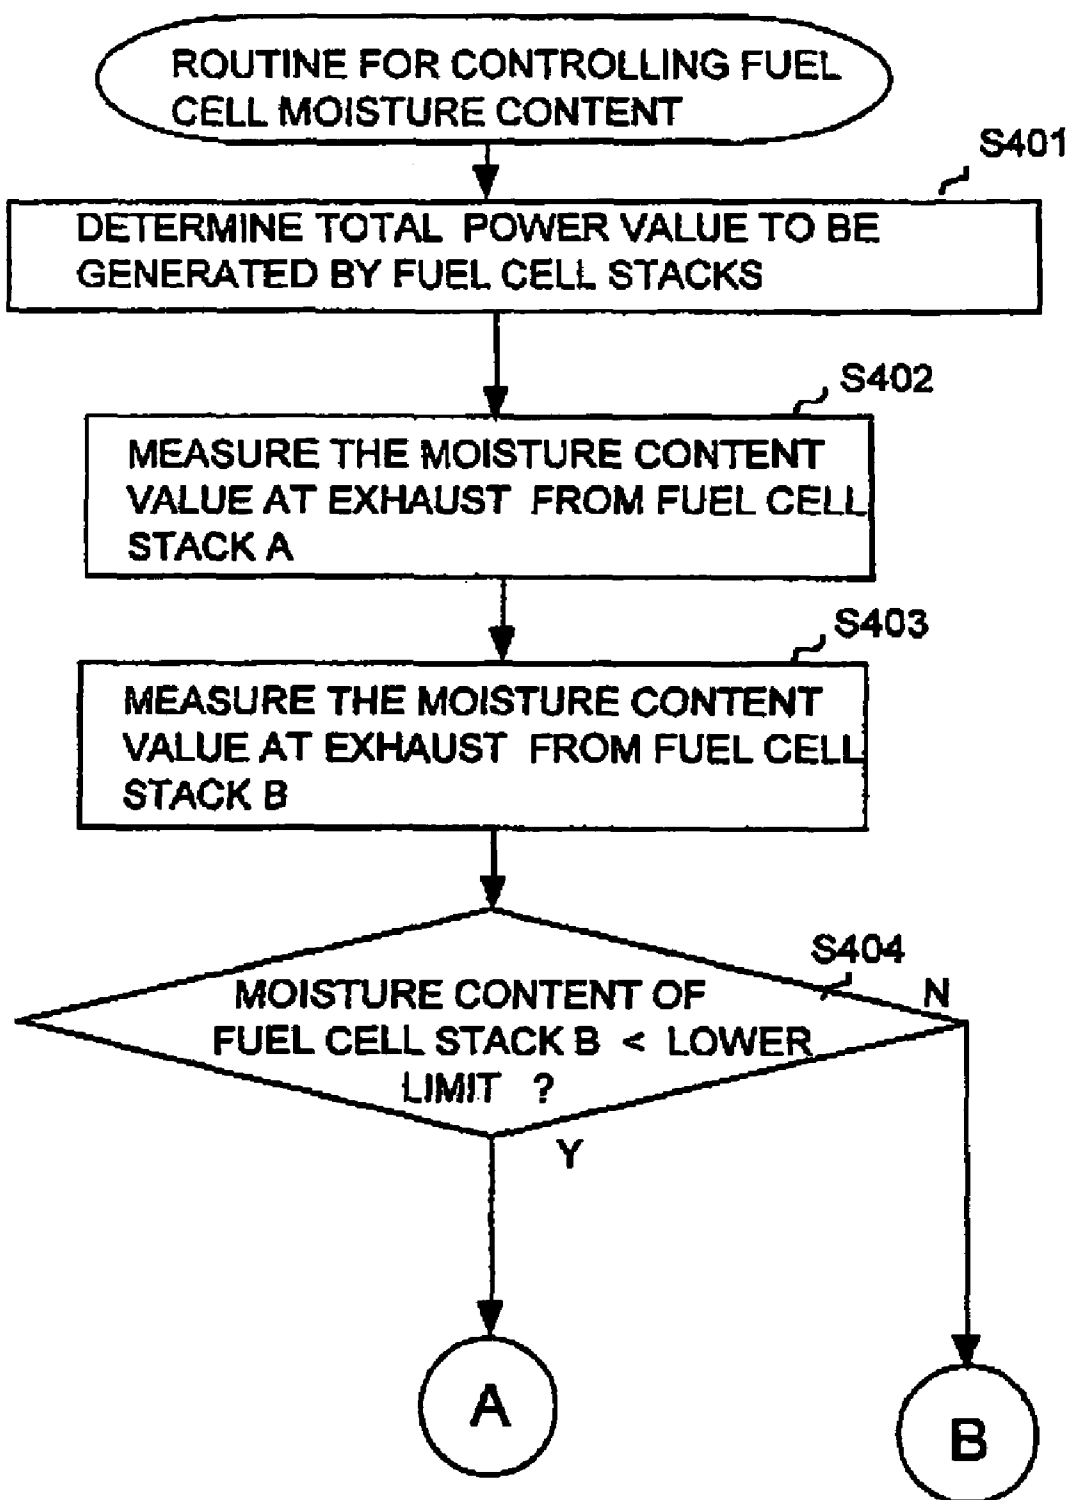 ROUTINE FOR CONTROLLING FUEL
CELL MOISTURE CONTENT
S401
DETERMINE TOTAL POWER VALUE TO BE
GENERATED BY FUEL CELL STACKS
S402
MEASURE THE MOISTURE CONTENT
VALUE AT EXHAUST FROM FUEL CELL
STACK A
S403
MEASURE THE MOISTURE CONTENT
VALUE AT EXHAUST FROM FUEL CELL
STACK B
S404
MOISTURE CONTENT OF
FUEL CELL STACK B < LOWER
LIMIT ?
N
Y
A
B